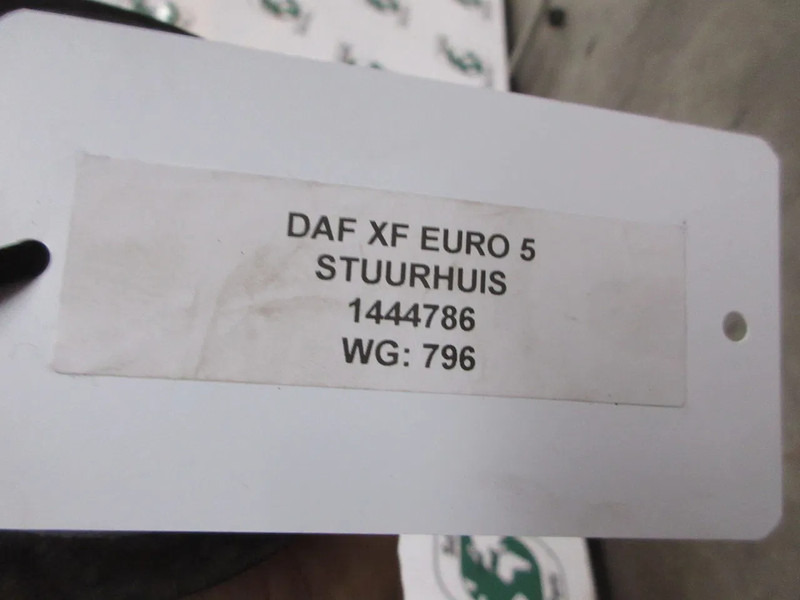 DAF XF EURO 5
STUURHUIS
1444786
WG: 796